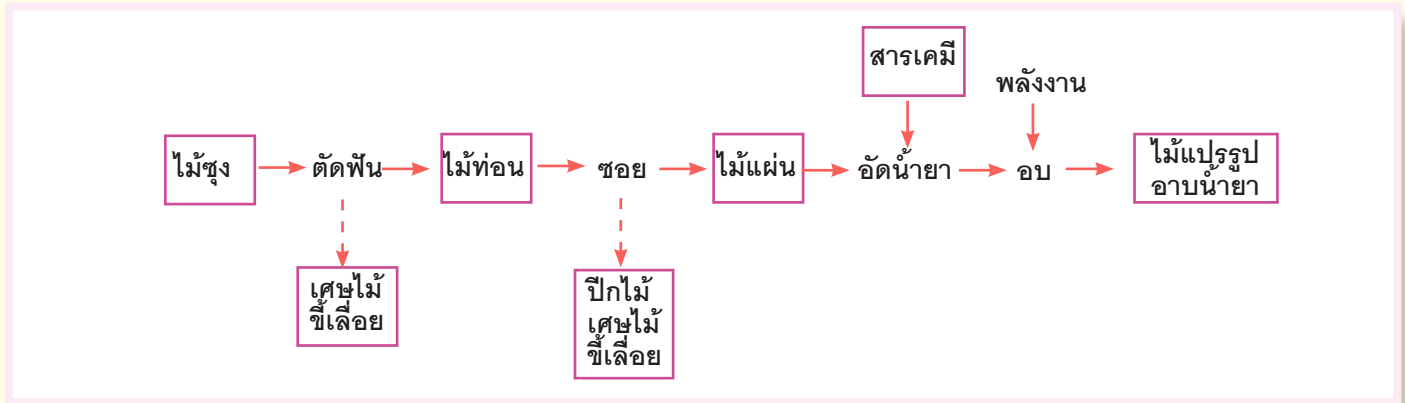 สารเคมี
พลังงาน
ไม้ซุง
ตัดฟัน
ไม้ท่อน
ซอย
ไม้แผ่น
อัดน้ำยา
อบ
ไม้แปรรูป
อาบน้ำยา
เศษไม้
ขี้เลื่อย
ปีกไม้
เศษไม้
ขี้เลื่อย